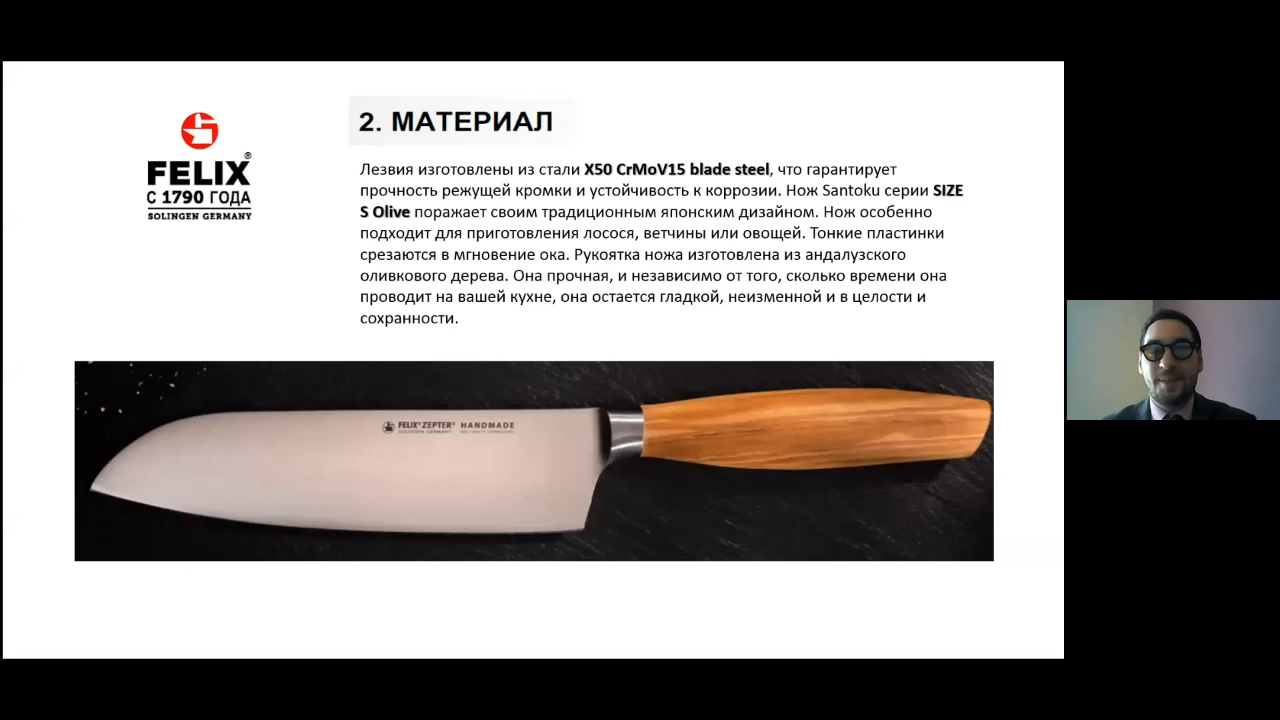 FELIX®
С 1790 ГОДА
SOLINGEN GERMANY
2. МАТЕРИАЛ
Лезвия изготовлены из стали X50 CrMoV15 blade steel, что гарантирует
прочность режущей кромки и устойчивость к коррозии. Нож Santoku серии SIZE
S Olive поражает своим традиционным японским дизайном. Нож особенно
подходит для приготовления лосося, ветчины или овощей. Тонкие пластинки
срезаются в мгновение ока. Рукоятка ножа изготовлена из андалузского
оливкового дерева. Она прочная, и независимо от того, сколько времени она
проводит на вашей кухне, она остается гладкой, неизменной и в целости и
сохранности.
FELIX® ZEPTER® HANDMADE
SOLINGEN GERMANY